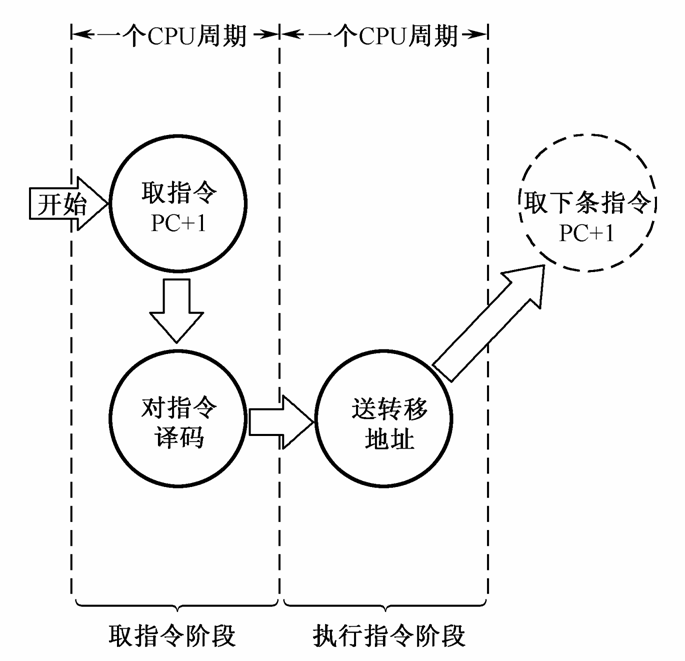 一个CPU周期
一个CPU周期
开始
取指令
PC+1
取下条指令
PC+1
对指令
译码
送转移
地址
取指令阶段
执行指令阶段